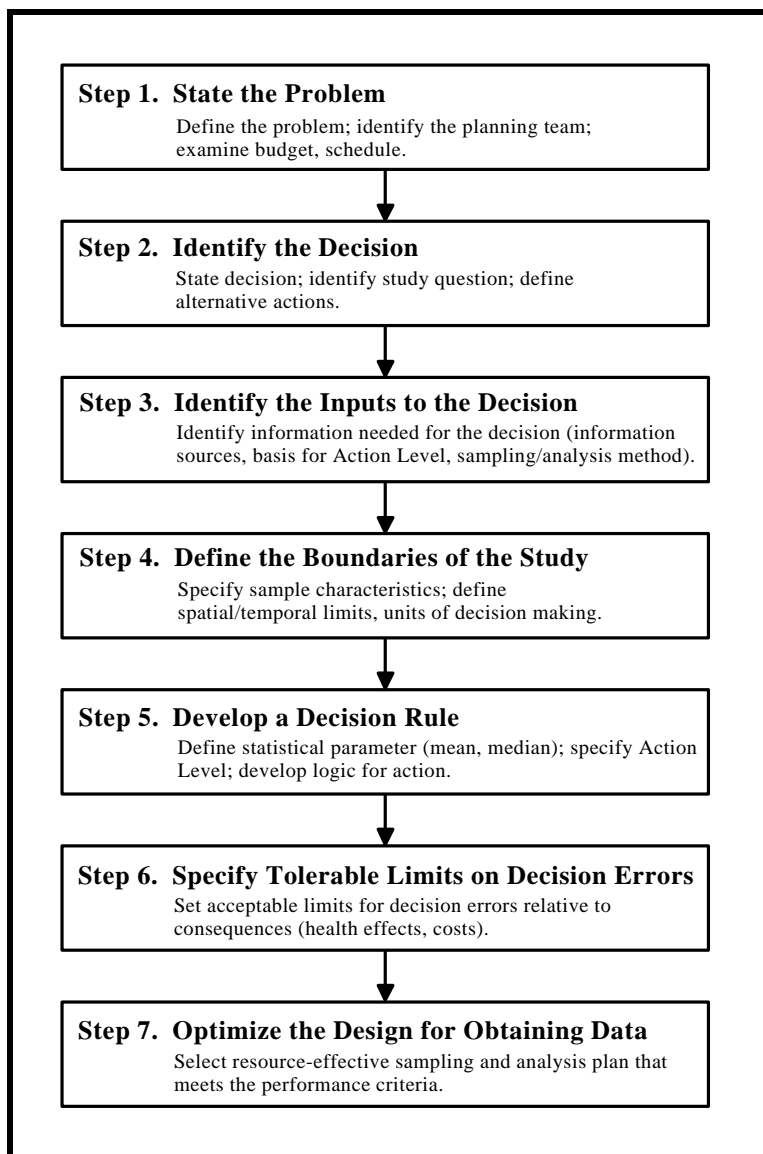 Step 1. State the Problem
Define the problem; identify the planning team;
examine budget, schedule.
Step 2. Identify the Decision
State decision; identify study question; define
alternative actions.
Step 3. Identify the Inputs to the Decision
Identify information needed for the decision (information
sources, basis for Action Level, sampling/analysis method).
Step 4. Define the Boundaries of the Study
Specify sample characteristics; define
spatial/temporal limits, units of decision making.
Step 5. Develop a Decision Rule
Define statistical parameter (mean, median); specify Action
Level; develop logic for action.
Step 6. Specify Tolerable Limits on Decision Errors
Set acceptable limits for decision errors relative to
consequences (health effects, costs).
Step 7. Optimize the Design for Obtaining Data
Select resource-effective sampling and analysis plan that
meets the performance criteria.